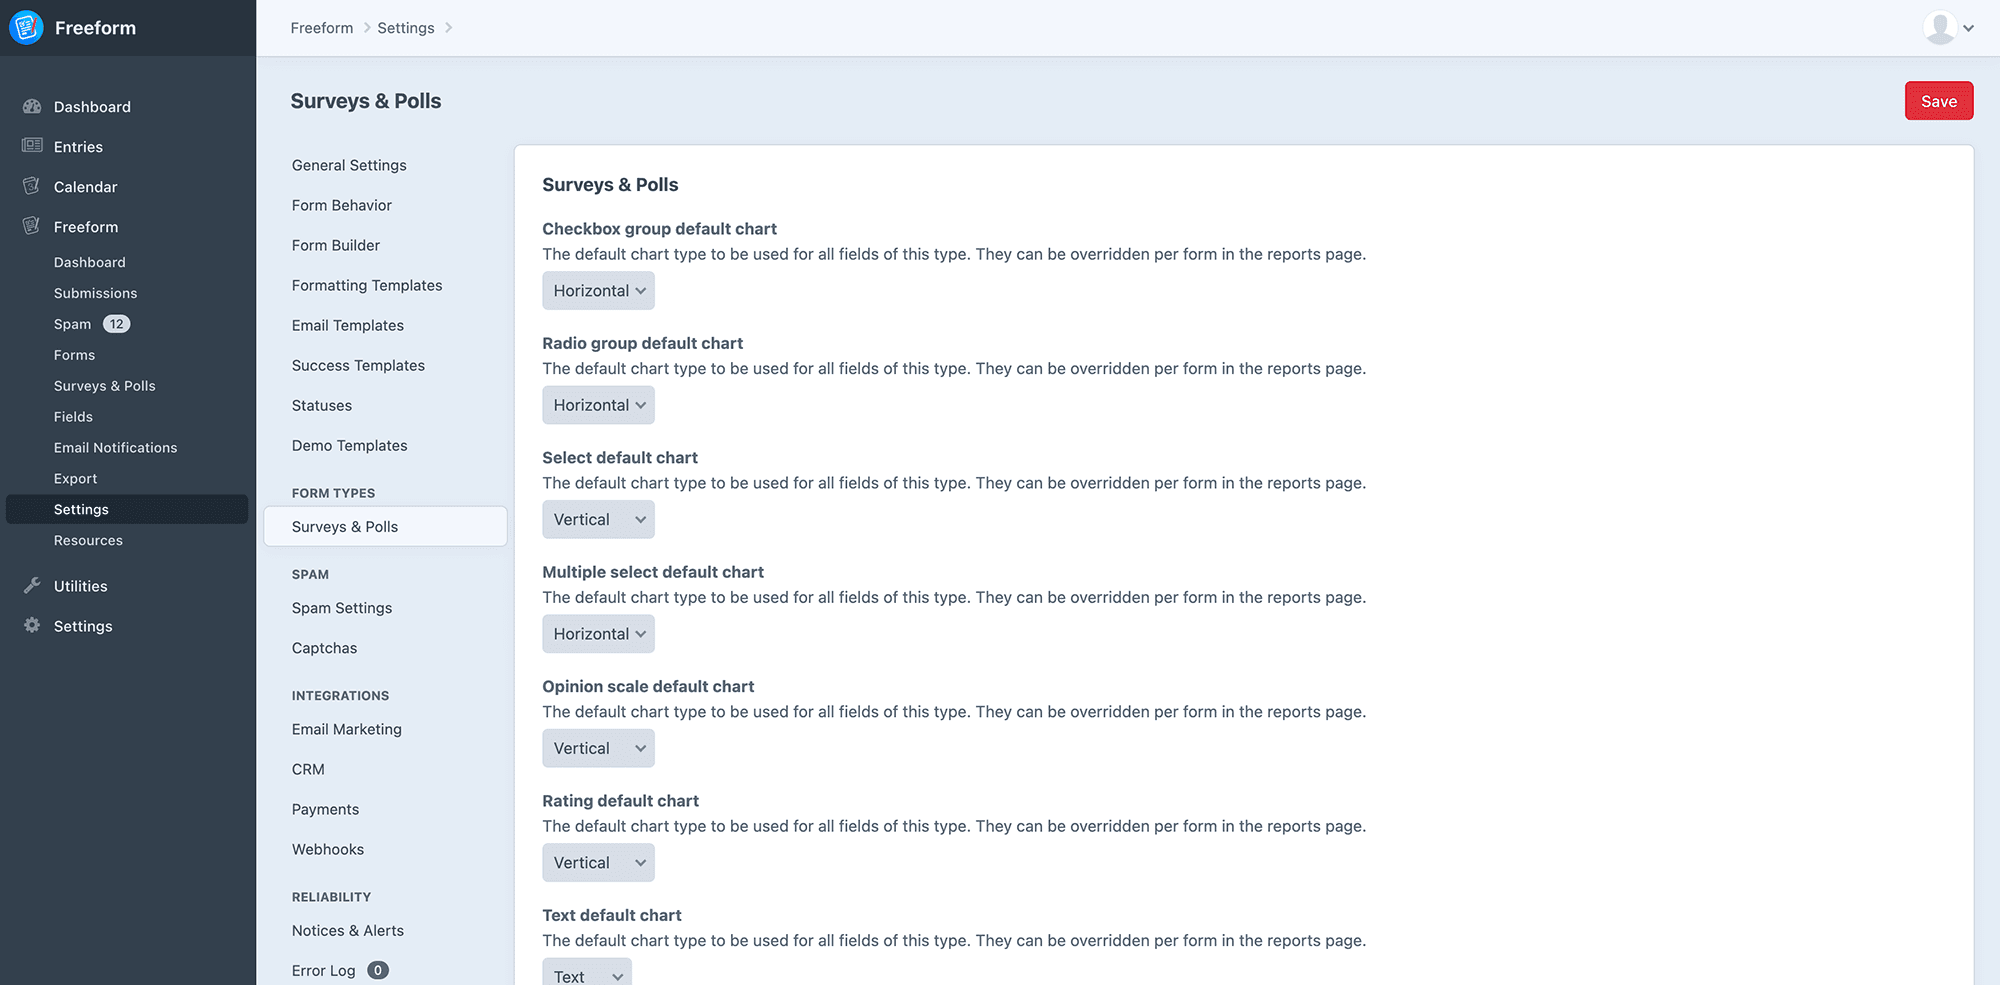 Freeform
Freeform
Settings
Dashboard
Entries
Calendar
Freeform
Dashboard
Submissions
Spam 12
Forms
Surveys & Polls
Fields
Email Notifications
Export
Settings
Resources
Utilities
Settings
Surveys & Polls
Save
General Settings
Form Behavior
Form Builder
Formatting Templates
Email Templates
Success Templates
Statuses
Demo Templates
FORM TYPES
Surveys & Polls
SPAM
Spam Settings
Captchas
INTEGRATIONS
Email Marketing
CRM
Payments
Webhooks
RELIABILITY
Notices & Alerts
Error Log 0
Surveys & Polls
Checkbox group default chart
The default chart type to be used for all fields of this type. They can be overridden per form in the reports page.
Horizontal
Radio group default chart
The default chart type to be used for all fields of this type. They can be overridden per form in the reports page.
Horizontal
Select default chart
The default chart type to be used for all fields of this type. They can be overridden per form in the reports page.
Vertical
Multiple select default chart
The default chart type to be used for all fields of this type. They can be overridden per form in the reports page.
Horizontal
Opinion scale default chart
The default chart type to be used for all fields of this type. They can be overridden per form in the reports page.
Vertical
Rating default chart
The default chart type to be used for all fields of this type. They can be overridden per form in the reports page.
Vertical
Text default chart
The default chart type to be used for all fields of this type. They can be overridden per form in the reports page.
Text